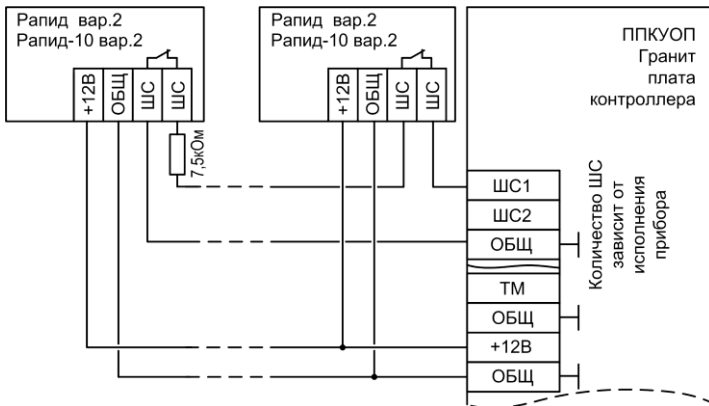 Рапид вар.2
Рапид-10 вар.2
+12В
ОБЩ
ШС
ШС
7,5кОм
Рапид вар.2
Рапид-10 вар.2
+12В
ОБЩ
ШС
ШС
ППКУОП
Гранит
плата
контроллера
ШС1
ШС2
ОБЩ
ТМ
ОБЩ
+12В
ОБЩ
Количество ШС
зависит от
исполнения
прибора